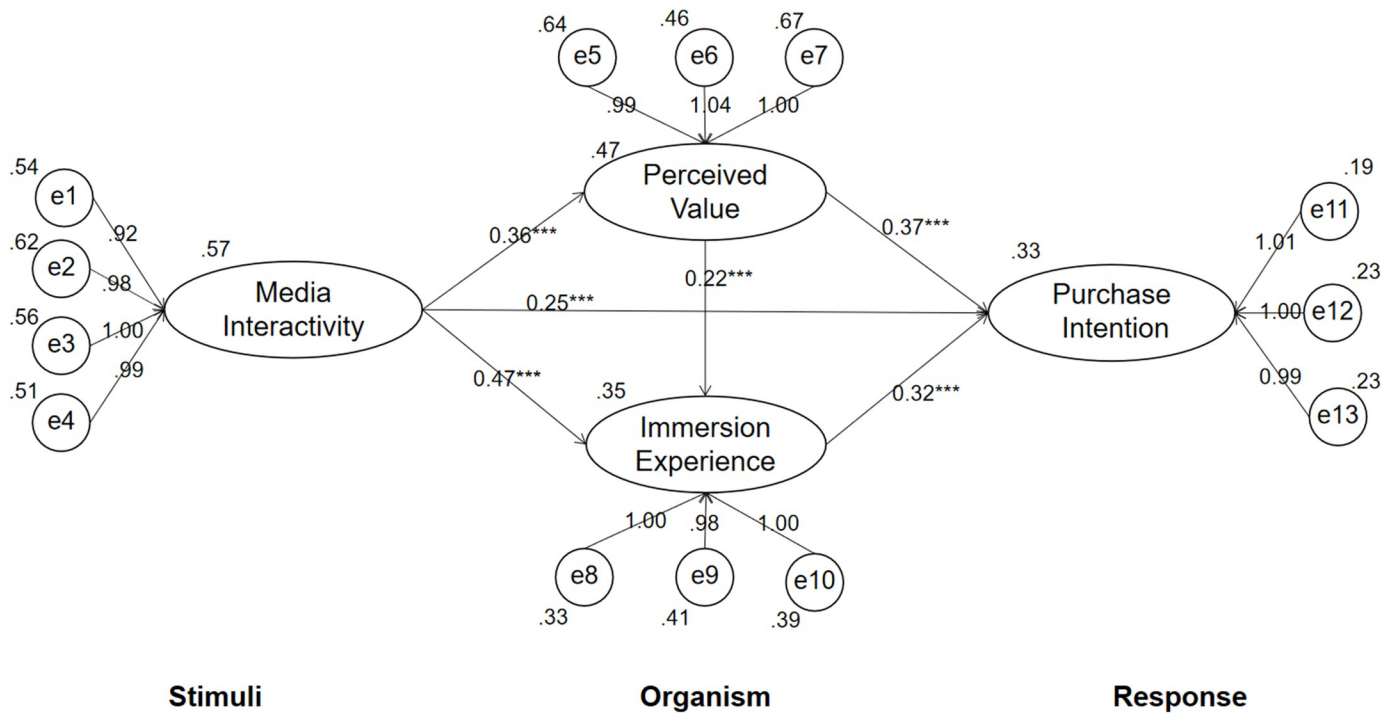 .64
.46
.67
e5
e6
e7
.99
1.04
1.00
.47
Perceived
Value
.54
e1
.92
.62
e2
.98
.56
e3
1.00
.51
e4
.99
.57
Media
Interactivity
0.36***
0.22***
0.37***
0.25***
0.47***
0.32***
.35
Immersion
Experience
1.00
.98
1.00
e8
e9
e10
.33
.41
.39
.33
Purchase
Intention
.19
e11
1.01
.23
e12
1.00
.23
e13
0.99
Stimuli
Organism
Response